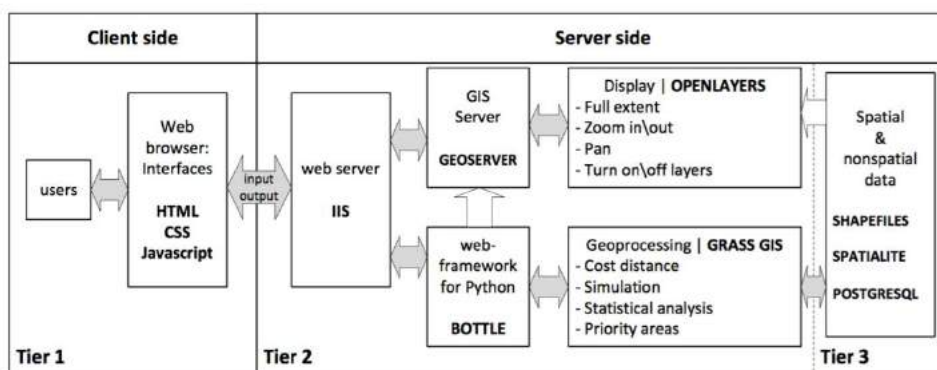 Client side
Server side
users
Web
browser:
Interfaces
HTML
CSS
Javascript
input
output
web server
IIS
GIS
Server
GEOSERVER
web-
framework
for Python
BOTTLE
Display | OPENLAYERS
- Full extent
- Zoom in\out
- Pan
- Turn on\off layers
Geoprocessing | GRASS GIS
- Cost distance
- Simulation
- Statistical analysis
- Priority areas
Spatial
&
nonspatial
data
SHAPEFILES
SPATIALITE
POSTGRESQL
Tier 1
Tier 2
Tier 3